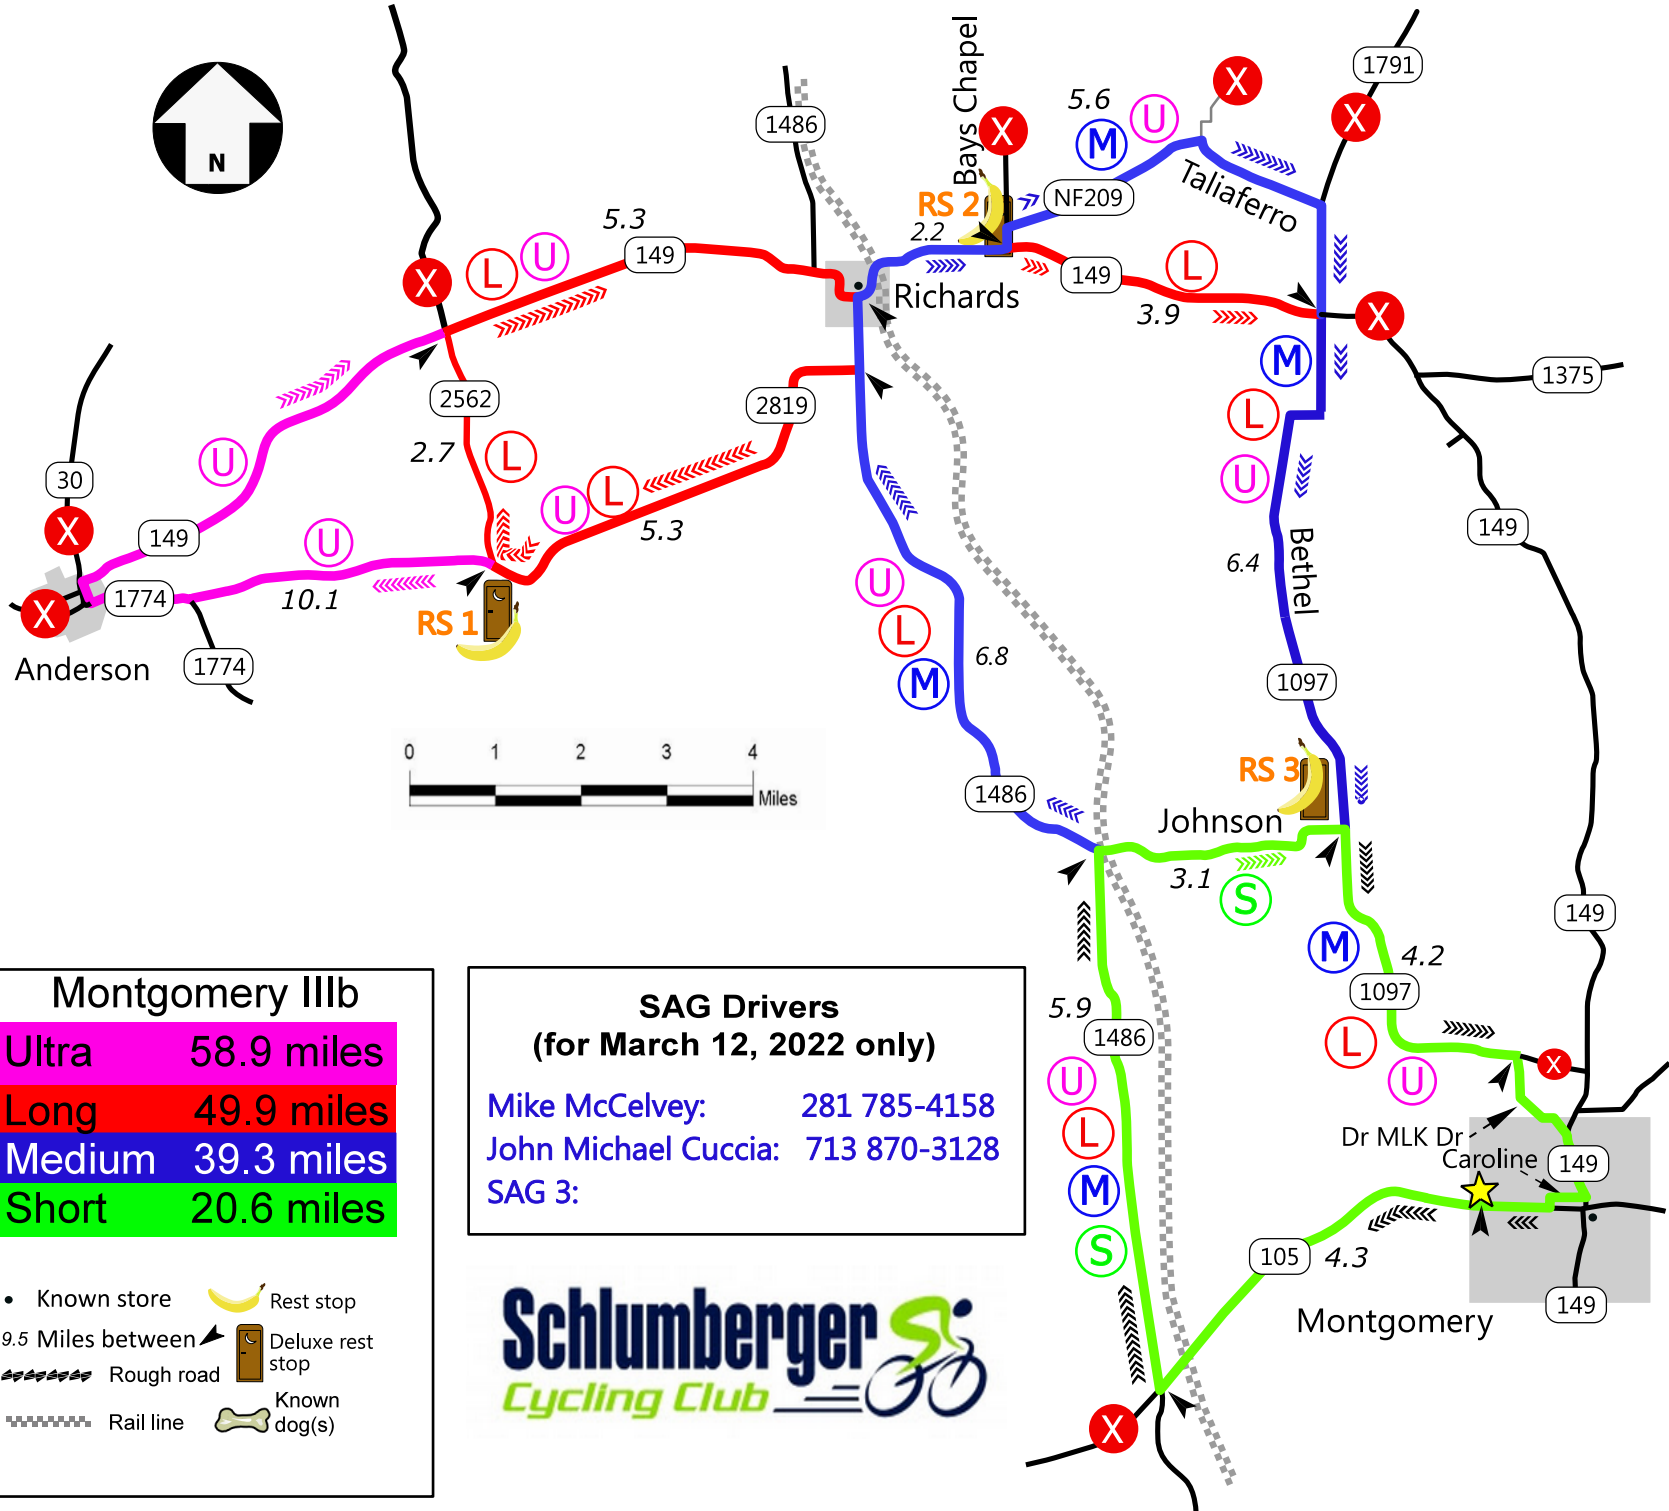 1791
X
X
Bays Chapel
5.6
U
M
X
X
1486
N
Taliaferro
NF209
RS 2
2.2
5.3
149
L
U
L
149
3.9
Richards
X
X
M
1375
2562
2819
L
2.7
L
U
L
U
5.3
U
30
149
X
U
149
Bethel
6.4
1774
10.1
X
RS 1
Anderson
1774
U
L
M
6.8
1097
0 1 2 3 4
Miles
1486
RS 3
Johnson
3.1
S
149
M
4.2
1097
L
U
X
5.9
1486
U
L
M
S
Dr MLK Dr
Caroline
149
105
4.3
149
Montgomery
X
Montgomery IIIb
Ultra 58.9 miles
Long 49.9 miles
Medium 39.3 miles
Short 20.6 miles
Known store
Rest stop
9.5 Miles between
Deluxe rest
stop
Rough road
Rail line
Known
dog(s)
SAG Drivers
(for March 12, 2022 only)
Mike McCelvey: 281 785-4158
John Michael Cuccia: 713 870-3128
SAG 3:
Schlumberger
Cycling Club